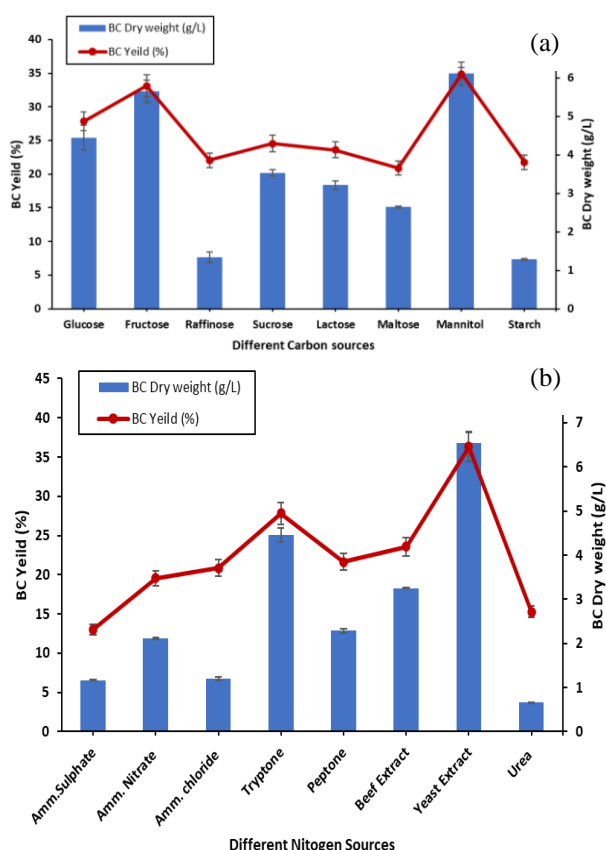 BC Dry weight (g/L)
BC Yeild (%)
(a)
40
35
30
25
20
15
10
5
0
BC Yeild (%)
6
5
4
3
2
1
0
BC Dry weight (g/L)
Glucose Fructose Raffinose Sucrose Lactose Maltose Mannitol Starch
Different Carbon sources
BC Dry weight (g/L)
BC Yeild (%)
(b)
45
40
35
30
25
20
15
10
5
0
BC Yeild (%)
7
6
5
4
3
2
1
0
BC Dry weight (g/L)
Amm.Sulphate Amm. Nitrate Amm. chloride Tryptone Peptone Beef Extract Yeast Extract Urea
Different Nitogen Sources